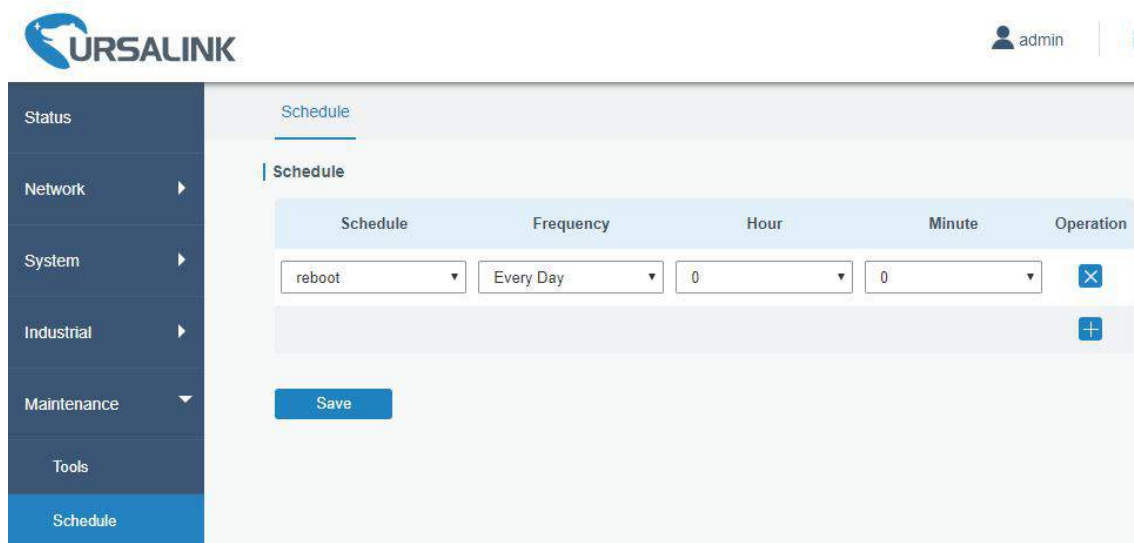 URSALINK
admin
Status
Schedule
Network
Schedule
Schedule Frequency Hour Minute Operation
System
reboot Every Day 0 0
Industrial
Maintenance
Save
Tools
Schedule